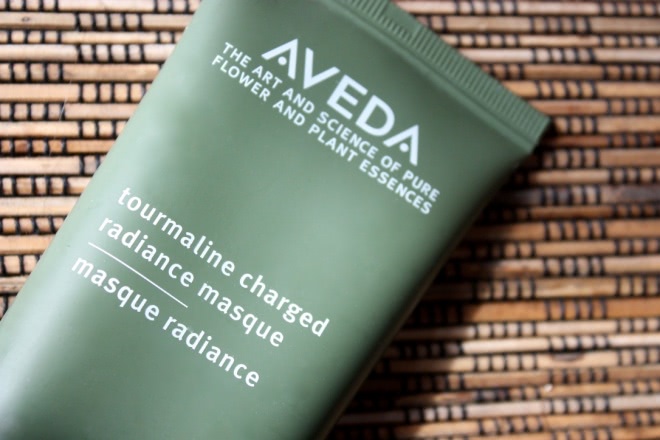 AVEDA
THE ART AND SCIENCE OF PURE
FLOWER AND PLANT ESSENCES
tourmaline charged
radiance masque
masque radiance